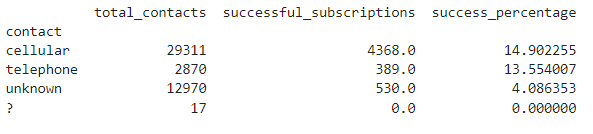 total_contacts successful_subscriptions success_percentage
contact
cellular 29311 4368.0 14.902255
telephone 2870 389.0 13.554007
unknown 12970 530.0 4.086353
? 17 0.0 0.000000